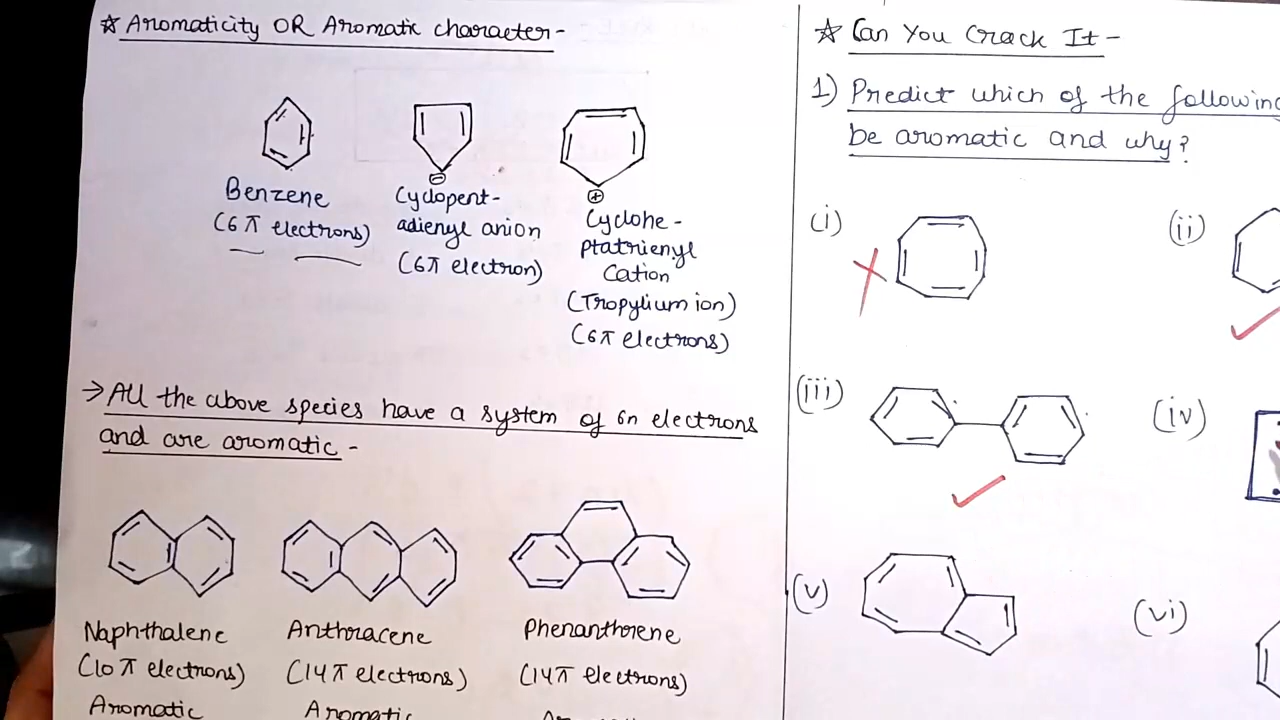 ☆ Aromaticity OR Aromatic character-
Benzene
(6π electrons)
Cyclopent-
adienyl anion
(6π electron)
Cyclohe-
ptatrienyl
Cation
(Tropylium ion)
(6π electrons)
→ All the above species have a system of 6n electrons
and are aromatic -
Naphthalene
(10 π electrons)
Aromatic
Anthracene
(14π electrons)
Aromatic
Phenanthrene
(14π electrons)
☆ Can You Crack It -
1) Predict which of the following
be aromatic and why?
(i)
(ii)
(iii)
(iv)
(v)
(vi)